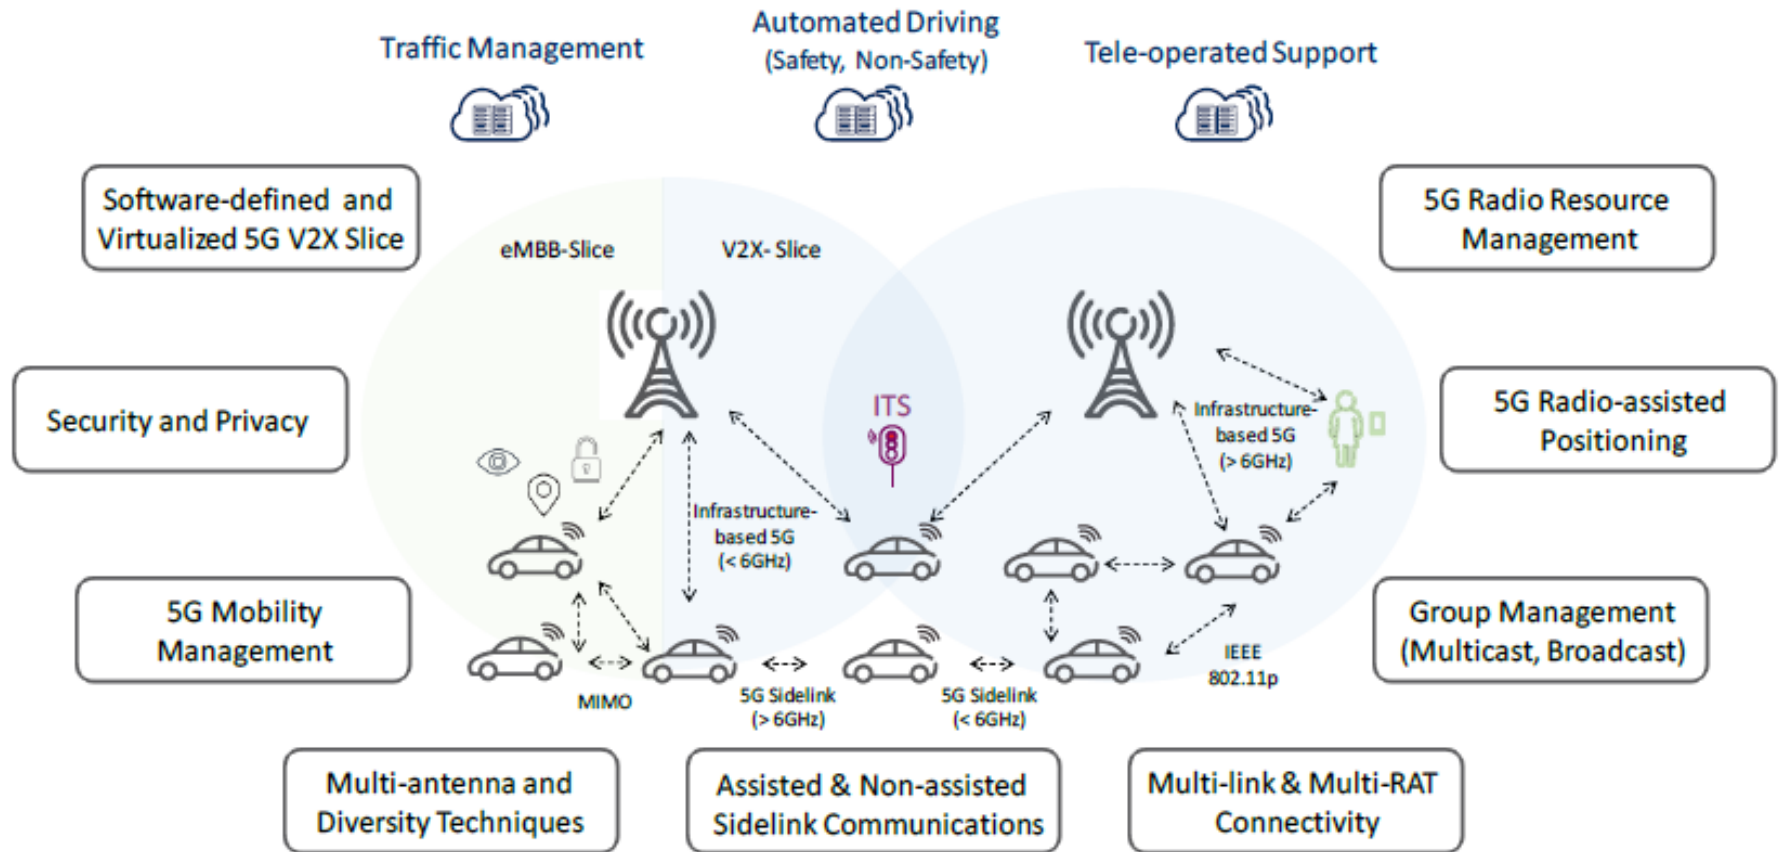 Traffic Management
Automated Driving
(Safety, Non-Safety)
Tele-operated Support
Software-defined and
Virtualized 5G V2X Slice
eMBB-Slice
V2X- Slice
5G Radio Resource
Management
Security and Privacy
ITS
Infrastructure-
based 5G
(> 6GHz)
5G Radio-assisted
Positioning
Infrastructure-
based 5G
(< 6GHz)
5G Mobility
Management
Group Management
(Multicast, Broadcast)
MIMO
5G Sidelink
(> 6GHz)
5G Sidelink
(< 6GHz)
IEEE
802.11p
Multi-antenna and
Diversity Techniques
Assisted & Non-assisted
Sidelink Communications
Multi-link & Multi-RAT
Connectivity